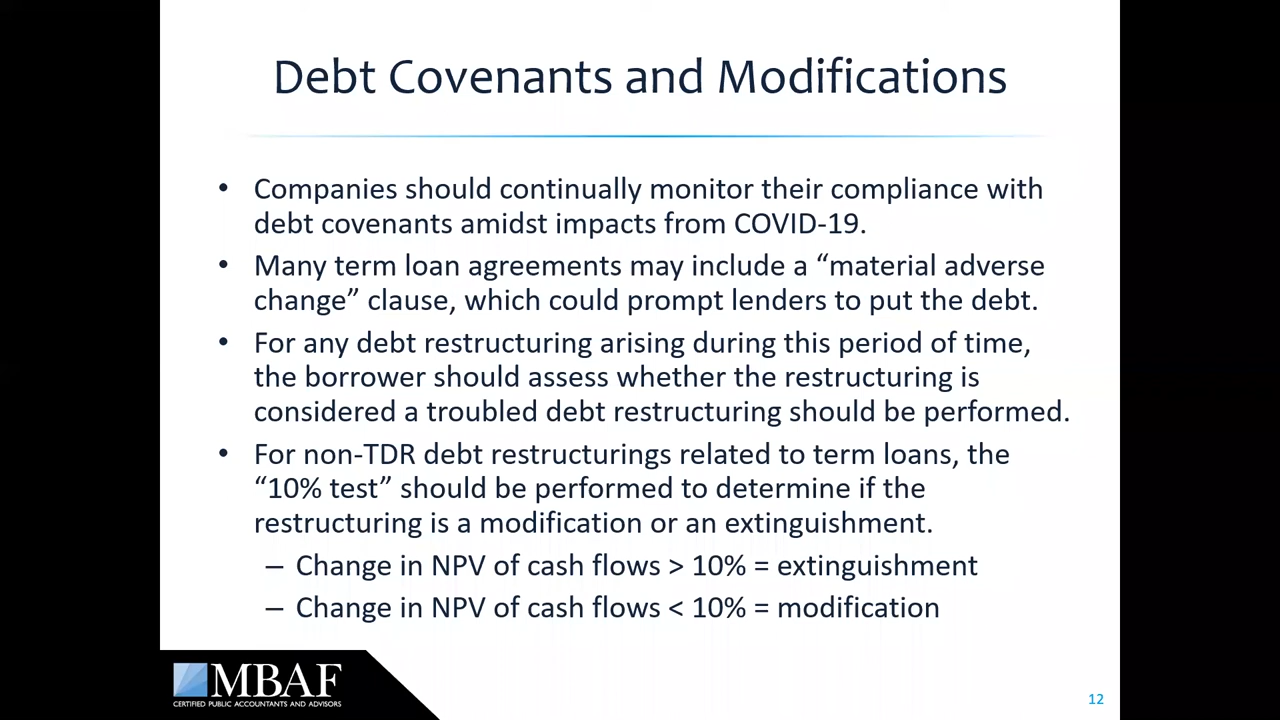 Debt Covenants and Modifications
• Companies should continually monitor their compliance with
debt covenants amidst impacts from COVID-19.
• Many term loan agreements may include a “material adverse
change” clause, which could prompt lenders to put the debt.
• For any debt restructuring arising during this period of time,
the borrower should assess whether the restructuring is
considered a troubled debt restructuring should be performed.
• For non-TDR debt restructurings related to term loans, the
“10% test” should be performed to determine if the
restructuring is a modification or an extinguishment.
– Change in NPV of cash flows > 10% = extinguishment
– Change in NPV of cash flows < 10% = modification
MBAF
CERTIFIED PUBLIC ACCOUNTANTS AND ADVISORS
12